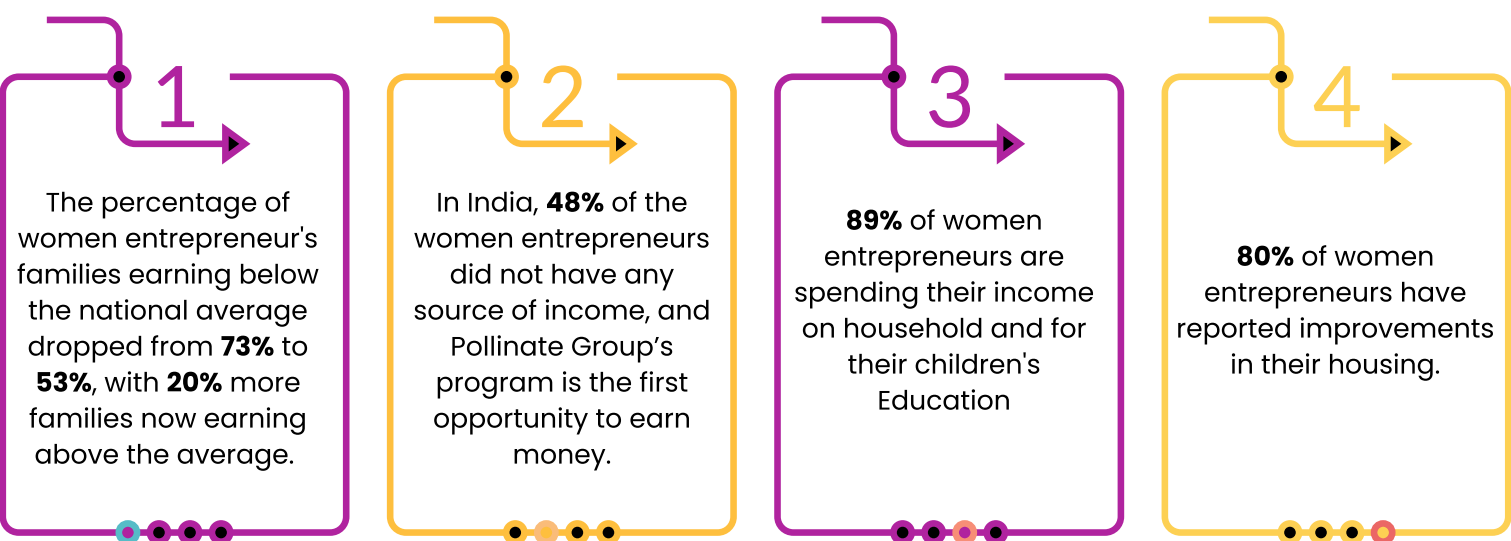 1
The percentage of
women entrepreneur's
families earning below
the national average
dropped from 73% to
53%, with 20% more
families now earning
above the average.
2
In India, 48% of the
women entrepreneurs
did not have any
source of income, and
Pollinate Group’s
program is the first
opportunity to earn
money.
3
89% of women
entrepreneurs are
spending their income
on household and for
their children's
Education
4
80% of women
entrepreneurs have
reported improvements
in their housing.